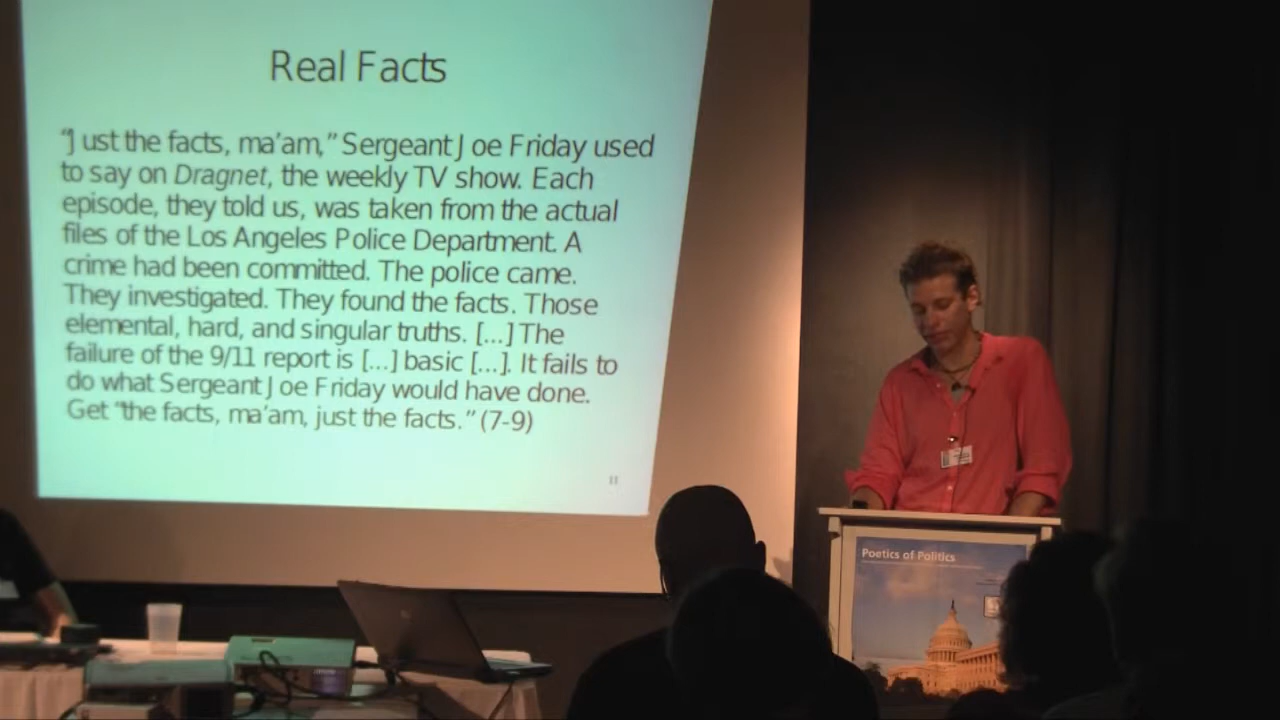 Real Facts
“Just the facts, ma’am,” Sergeant Joe Friday used
to say on Dragnet, the weekly TV show. Each
episode, they told us, was taken from the actual
files of the Los Angeles Police Department. A
crime had been committed. The police came.
They investigated. They found the facts. Those
elemental, hard, and singular truths. [...] The
failure of the 9/11 report is [...] basic [...]. It fails to
do what Sergeant Joe Friday would have done.
Get “the facts, ma’am, just the facts.” (7-9)
11
Poetics of Politics